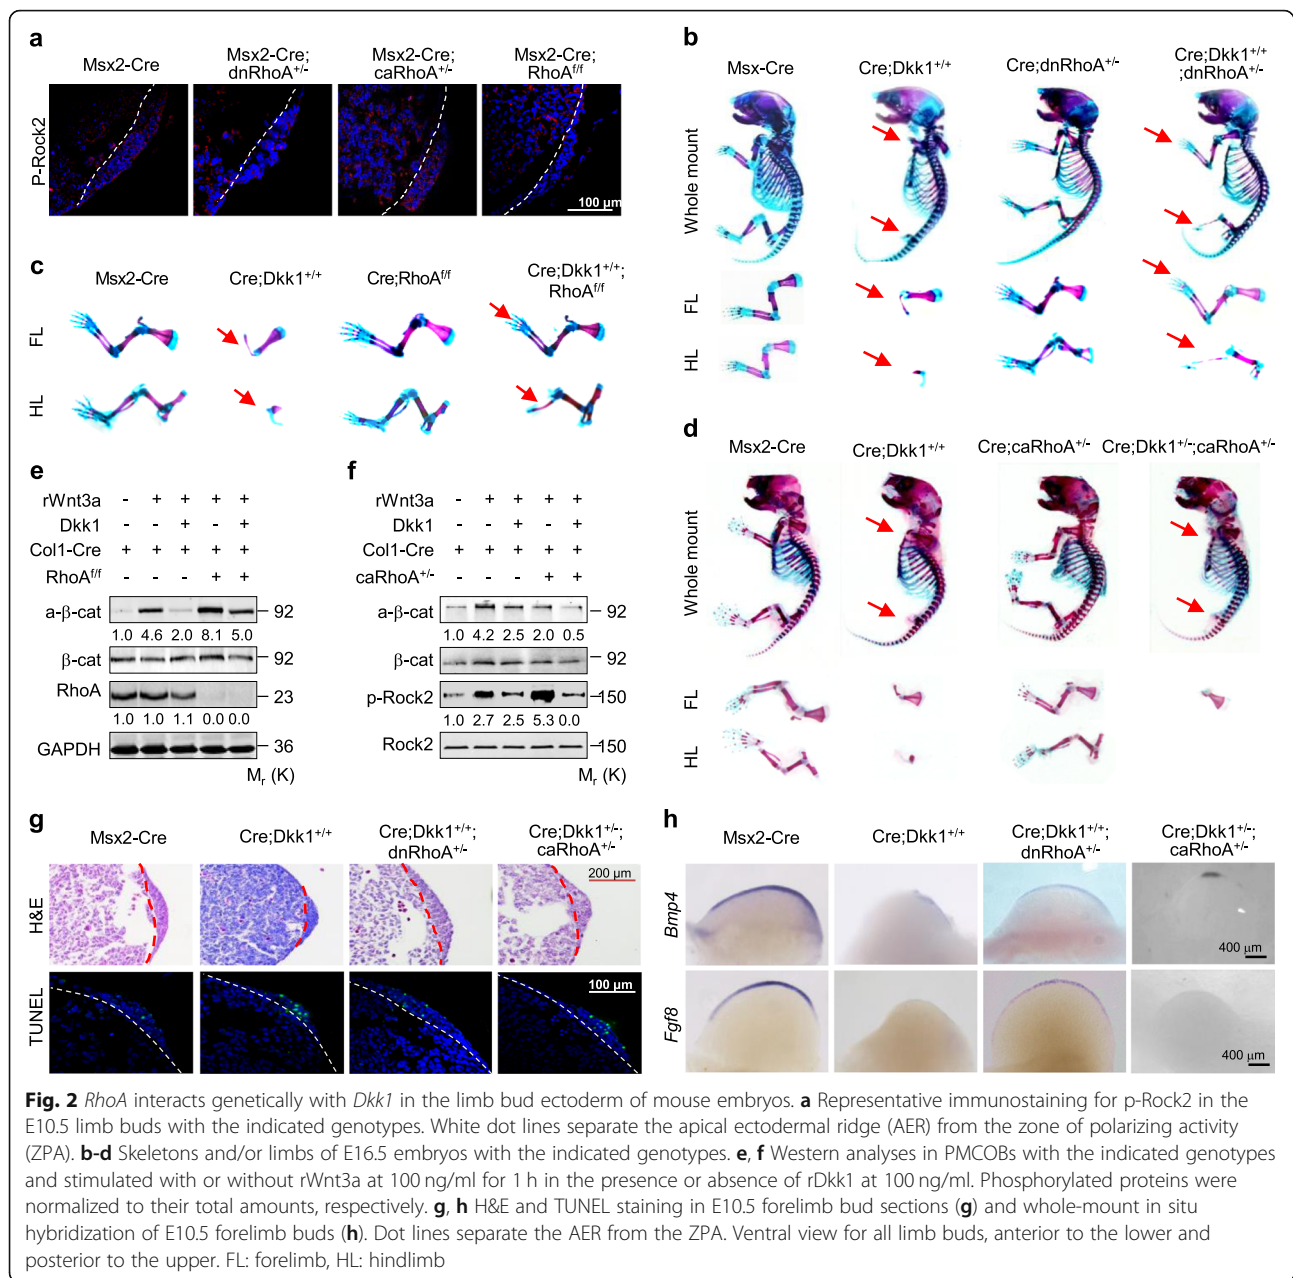 a
Msx2-Cre
Msx2-Cre;
dnRhoA+/-
Msx2-Cre;
caRhoA+/-
Msx2-Cre;
RhoAf/f
P-Rock2
100 µm
b
Msx-Cre
Cre;Dkk1+/+
Cre;dnRhoA+/-
Cre;Dkk1+/+
;dnRhoA+/-
Whole mount
FL
HL
c
Msx2-Cre
Cre;Dkk1+/+
Cre;RhoAf/f
Cre;Dkk1+/+;
RhoAf/f
FL
HL
d
Msx2-Cre
Cre;Dkk1+/+
Cre;caRhoA+/-
Cre;Dkk1+/-;caRhoA+/-
Whole mount
FL
HL
e
rWnt3a - + + + +
Dkk1 + +
Col1-Cre + + + + +
RhoAf/f - - - + +
a-β-cat 92
1.0 4.6 2.0 8.1 5.0
β-cat 92
RhoA 23
1.0 1.0 1.1 0.0 0.0
GAPDH 36
Mr (K)
f
rWnt3a - + + + +
Dkk1 - - + +
Col1-Cre + + + + +
caRhoA+/- - - - + +
a-β-cat 92
1.0 4.2 2.5 2.0 0.5
β-cat 92
p-Rock2 150
1.0 2.7 2.5 5.3 0.0
Rock2 150
Mr (K)
g
Msx2-Cre
Cre;Dkk1+/+
Cre;Dkk1+/+;
dnRhoA+/-
Cre;Dkk1+/-;
caRhoA+/-
H&E
200 µm
TUNEL
100 µm
h
Msx2-Cre
Cre;Dkk1+/+
Cre;Dkk1+/+;
dnRhoA+/-
Cre;Dkk1+/-;
caRhoA+/-
Bmp4
400 µm
Fgf8
400 µm
Fig. 2 RhoA interacts genetically with Dkk1 in the limb bud ectoderm of mouse embryos. a Representative immunostaining for p-Rock2 in the
E10.5 limb buds with the indicated genotypes. White dot lines separate the apical ectodermal ridge (AER) from the zone of polarizing activity
(ZPA). b-d Skeletons and/or limbs of E16.5 embryos with the indicated genotypes. e, f Western analyses in PMCOBs with the indicated genotypes
and stimulated with or without rWnt3a at 100 ng/ml for 1 h in the presence or absence of rDkk1 at 100 ng/ml. Phosphorylated proteins were
normalized to their total amounts, respectively. g, h H&E and TUNEL staining in E10.5 forelimb bud sections (g) and whole-mount in situ
hybridization of E10.5 forelimb buds (h). Dot lines separate the AER from the ZPA. Ventral view for all limb buds, anterior to the lower and
posterior to the upper. FL: forelimb, HL: hindlimb